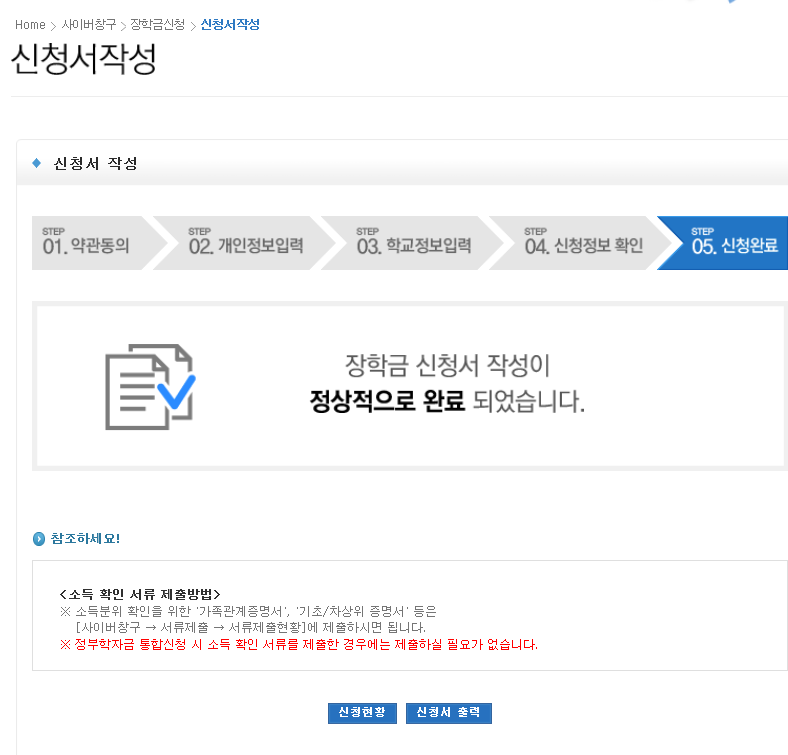 Home > 사이버창구 > 장학금신청 > 신청서작성
신청서작성
신청서 작성
STEP 01. 약관동의
STEP 02. 개인정보입력
STEP 03. 학교정보입력
STEP 04. 신청정보 확인
STEP 05. 신청완료
장학금 신청서 작성이
정상적으로 완료 되었습니다.
참조하세요!
<소득 확인 서류 제출방법>
※ 소득분위 확인을 위한 '가족관계증명서', '기초/차상위 증명서' 등은
[사이버창구 → 서류제출 → 서류제출현황]에 제출하시면 됩니다.
※ 정부학자금 통합신청 시 소득 확인 서류를 제출한 경우에는 제출하실 필요가 없습니다.
신청현황 신청서 출력